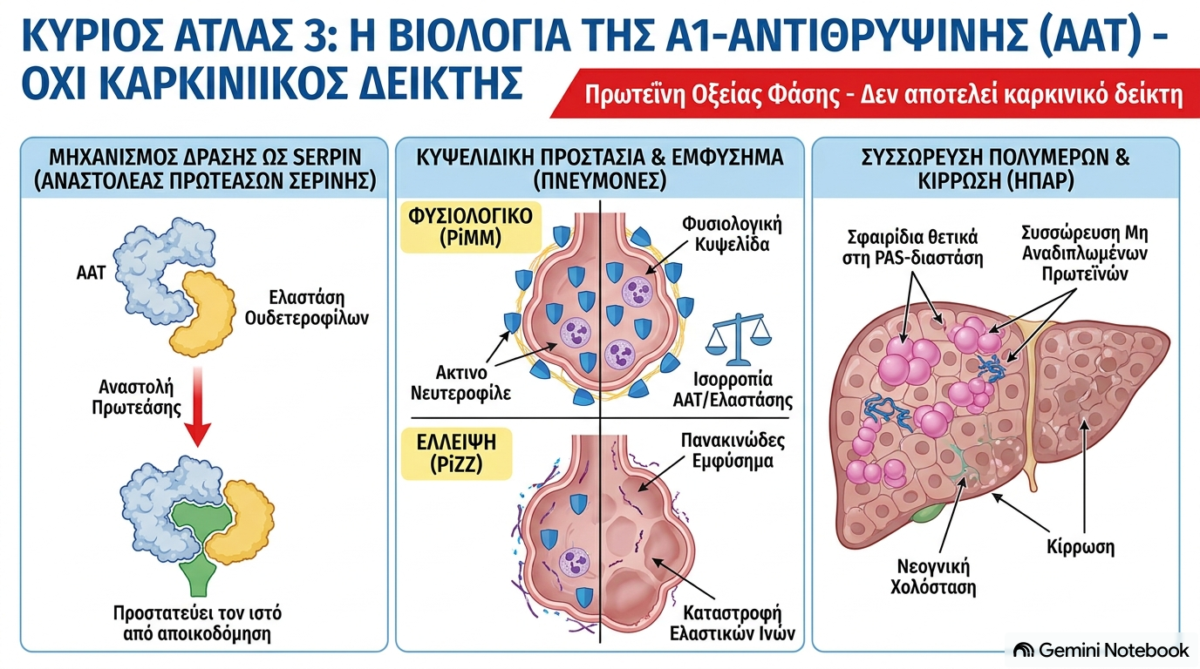 ΚΥΡΙΟΣ ΑΤΛΑΣ 3: Η ΒΙΟΛΟΓΙΑ ΤΗΣ Α1-ΑΝΤΙΘΡΥΨΙΝΗΣ (ΑΑΤ) -
ΟΧΙ ΚΑΡΚΙΝΙΙΚΟΣ ΔΕΙΚΤΗΣ
Πρωτεΐνη Οξείας Φάσης - Δεν αποτελεί καρκινικό δείκτη
ΜΗΧΑΝΙΣΜΟΣ ΔΡΑΣΗΣ ΩΣ SERPIN
(ΑΝΑΣΤΟΛΕΑΣ ΠΡΩΤΕΑΣΩΝ ΣΕΡΙΝΗΣ)
ΑΑΤ
Ελαστάση
Ουδετεροφίλων
Αναστολή
Πρωτεάσης
Προστατεύει τον ιστό
από αποικοδόμηση
ΚΥΨΕΛΙΔΙΚΗ ΠΡΟΣΤΑΣΙΑ & ΕΜΦΥΣΗΜΑ
(ΠΝΕΥΜΟΝΕΣ)
ΦΥΣΙΟΛΟΓΙΚΟ
(PiMM)
Φυσιολογική
Κυψελίδα
Ακτινο
Νευτεροφίλε
Ισορροπία
ΑΑΤ/Ελαστάσης
ΕΛΛΕΙΨΗ
(PiZZ)
Πανακινώδες
Εμφύσημα
Καταστροφή
Ελαστικών Ινών
ΣΥΣΣΩΡΕΥΣΗ ΠΟΛΥΜΕΡΩΝ &
ΚΙΡΡΩΣΗ (ΗΠΑΡ)
Σφαιρίδια θετικά
στη PAS-διαστάση
Συσσώρευση Μη
Αναδιπλωμένων
Πρωτεϊνών
Νεογνική
Χολόσταση
Κίρρωση
Gemini Notebook